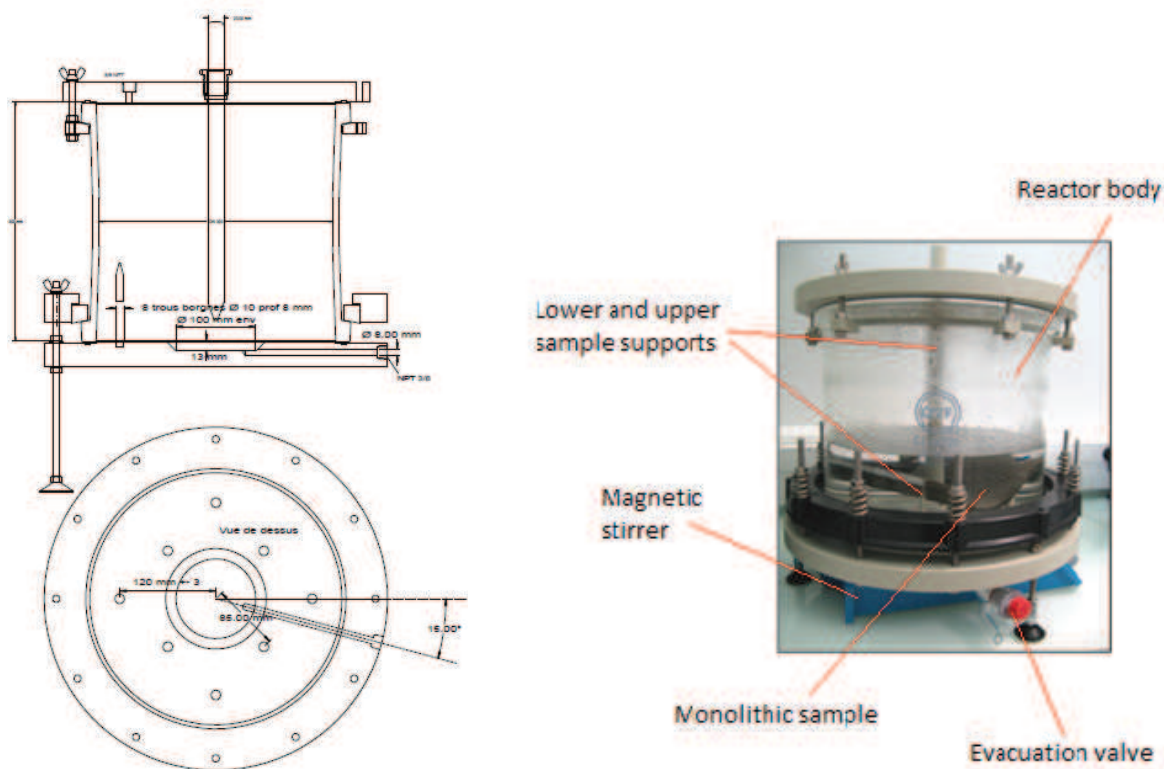 8 trous borgnes Ø 10 prof 8 mm
Ø 100 mm env
Ø 8.00 mm
13 mm
NPT 3/8
Vue de dessus
120 mm +- 3
85.00 mm
15.00°
Reactor body
Lower and upper
sample supports
Magnetic
stirrer
Monolithic sample
Evacuation valve